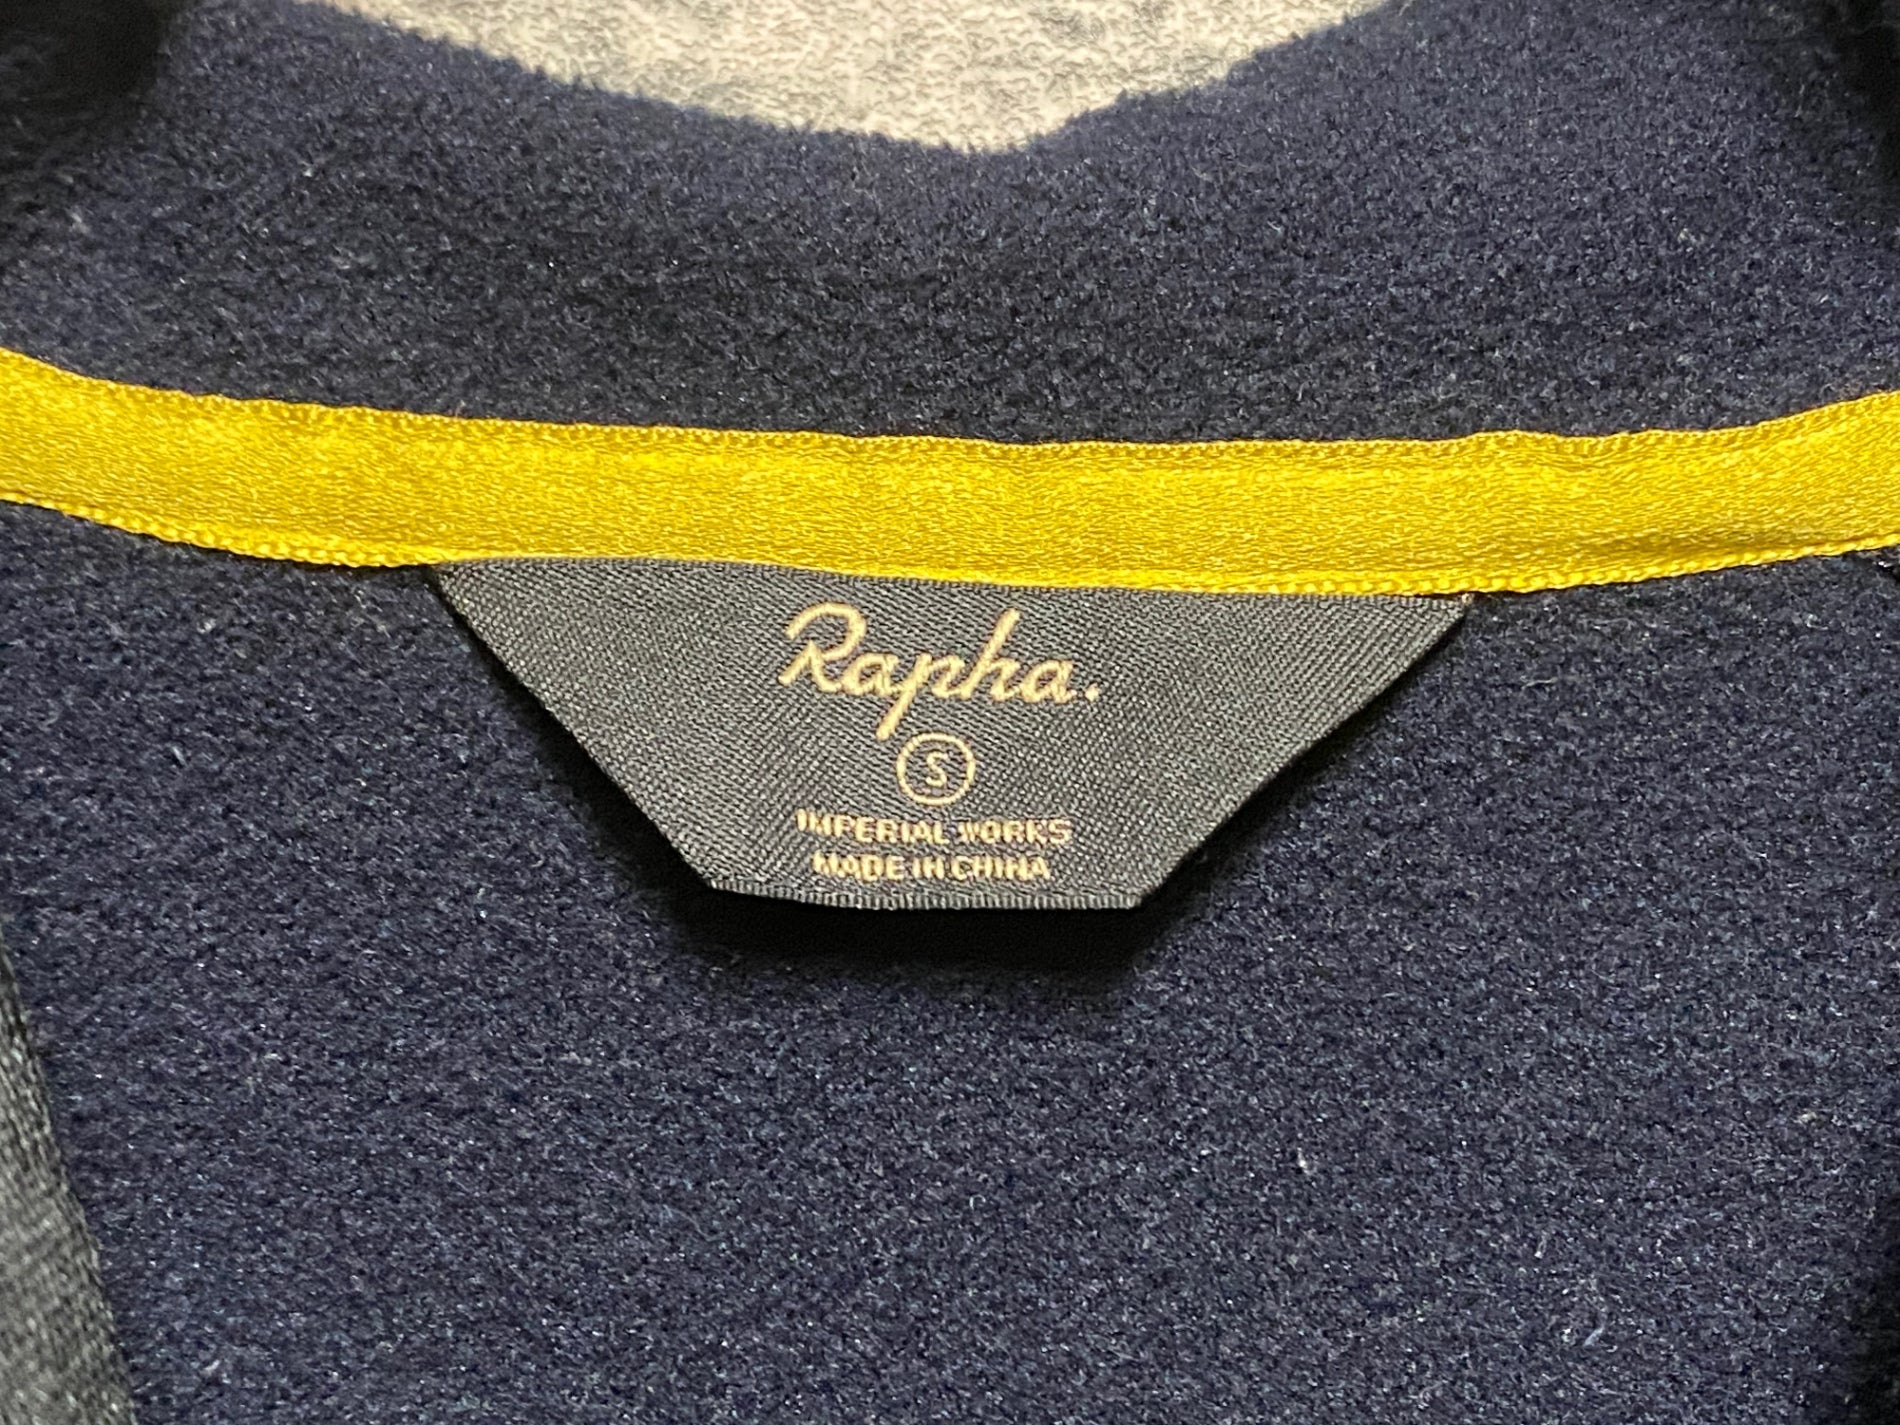 Rapha.
S
IMPERIAL WORKS
MADE IN CHINA